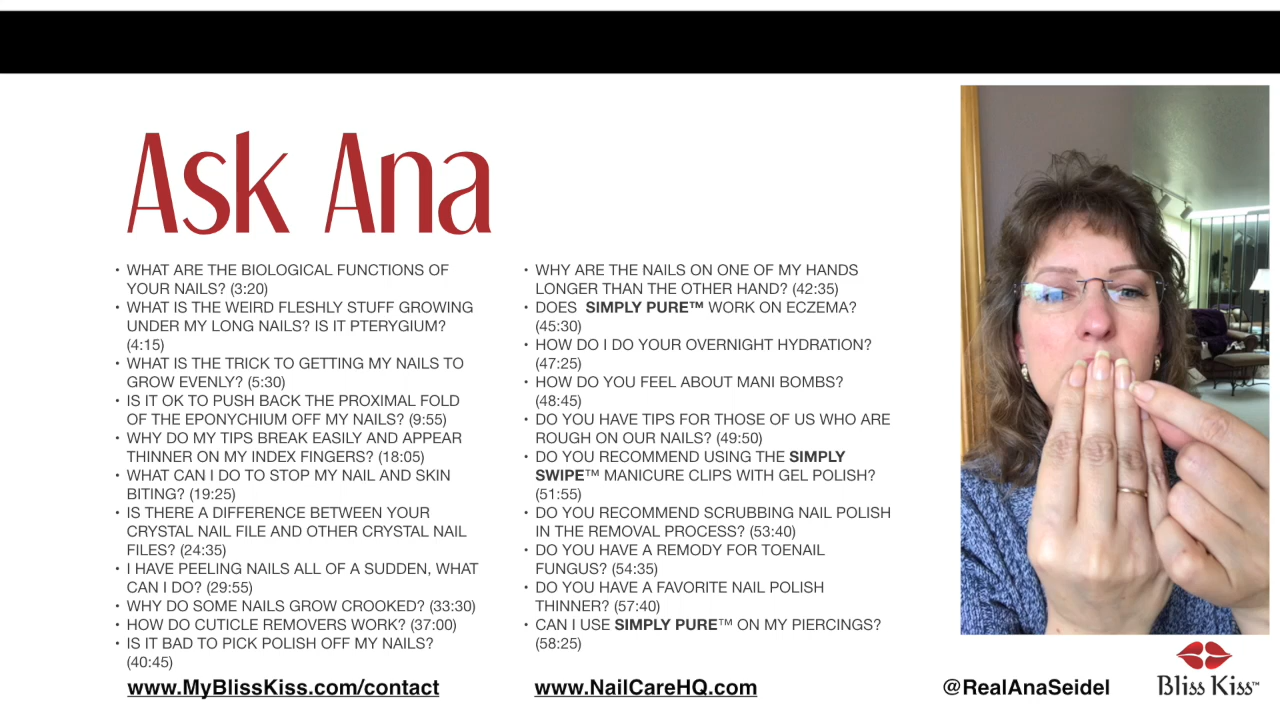 Ask Ana
• WHAT ARE THE BIOLOGICAL FUNCTIONS OF
YOUR NAILS? (3:20)
• WHAT IS THE WEIRD FLESHLY STUFF GROWING
UNDER MY LONG NAILS? IS IT PTERYGIUM?
(4:15)
• WHAT IS THE TRICK TO GETTING MY NAILS TO
GROW EVENLY? (5:30)
• IS IT OK TO PUSH BACK THE PROXIMAL FOLD
OF THE EPONYCHIUM OFF MY NAILS? (9:55)
• WHY DO MY TIPS BREAK EASILY AND APPEAR
THINNER ON MY INDEX FINGERS? (18:05)
• WHAT CAN I DO TO STOP MY NAIL AND SKIN
BITING? (19:25)
• IS THERE A DIFFERENCE BETWEEN YOUR
CRYSTAL NAIL FILE AND OTHER CRYSTAL NAIL
FILES? (24:35)
• I HAVE PEELING NAILS ALL OF A SUDDEN, WHAT
CAN I DO? (29:55)
• WHY DO SOME NAILS GROW CROOKED? (33:30)
• HOW DO CUTICLE REMOVERS WORK? (37:00)
• IS IT BAD TO PICK POLISH OFF MY NAILS?
(40:45)
• WHY ARE THE NAILS ON ONE OF MY HANDS
LONGER THAN THE OTHER HAND? (42:35)
• DOES SIMPLY PURE™ WORK ON ECZEMA?
(45:30)
• HOW DO I DO YOUR OVERNIGHT HYDRATION?
(47:25)
• HOW DO YOU FEEL ABOUT MANI BOMBS?
(48:45)
• DO YOU HAVE TIPS FOR THOSE OF US WHO ARE
ROUGH ON OUR NAILS? (49:50)
• DO YOU RECOMMEND USING THE SIMPLY
SWIPE™ MANICURE CLIPS WITH GEL POLISH?
(51:55)
• DO YOU RECOMMEND SCRUBBING NAIL POLISH
IN THE REMOVAL PROCESS? (53:40)
• DO YOU HAVE A REMODY FOR TOENAIL
FUNGUS? (54:35)
• DO YOU HAVE A FAVORITE NAIL POLISH
THINNER? (57:40)
• CAN I USE SIMPLY PURE™ ON MY PIERCINGS?
(58:25)
www.MyBlissKiss.com/contact
www.NailCareHQ.com
@RealAnaSeidel
Bliss Kiss™